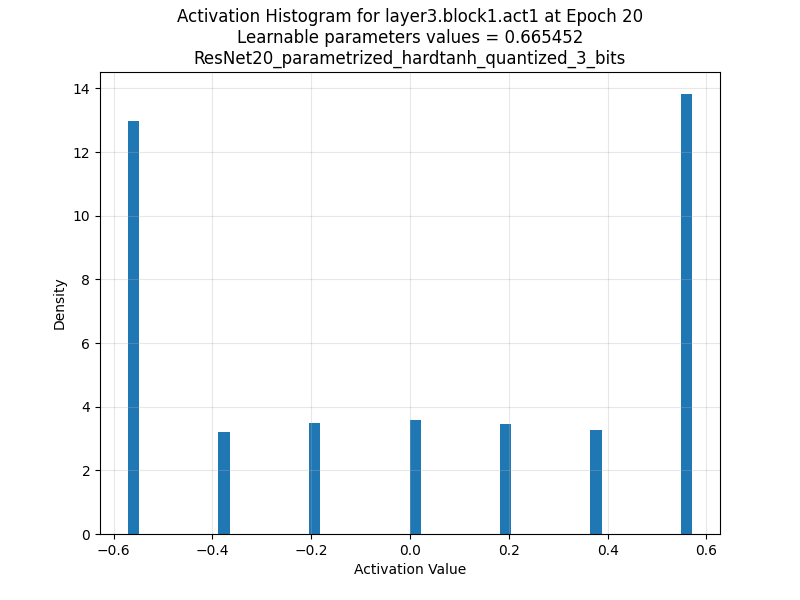 Activation Histogram for layer3.block1.act1 at Epoch 20
Learnable parameters values = 0.665452
ResNet20_parametrized_hardtanh_quantized_3_bits
14
12
10
8
6
4
2
0
Density
−0.6 −0.4 −0.2 0.0 0.2 0.4 0.6
Activation Value